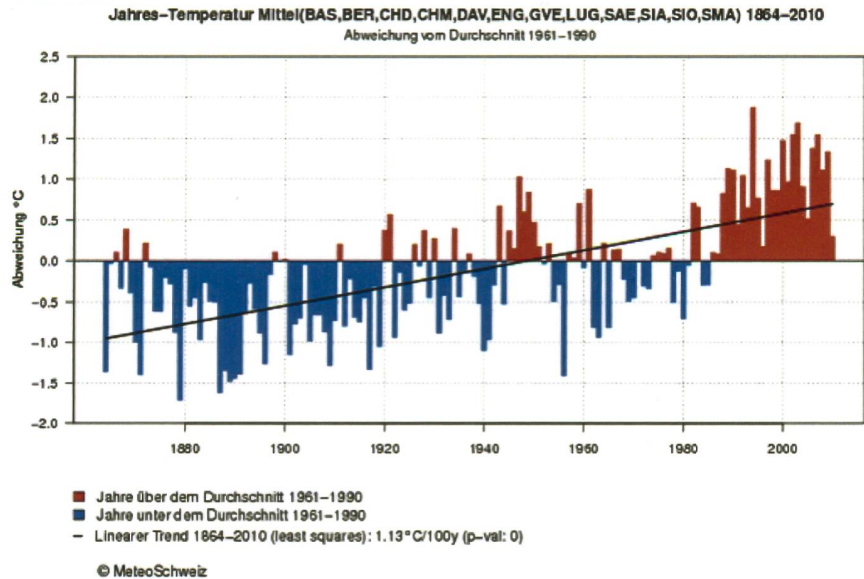 Jahres-Temperatur Mittel(BAS,BER,CHD,CHM,DAV,ENG,GVE,LUG,SAE,SIA,SIO,SMA) 1864-2010
Abweichung vom Durchschnitt 1961-1990
Abweichung °C
2.5
2.0
1.5
1.0
0.5
0.0
-0.5
-1.0
-1.5
-2.0
1880 1900 1920 1940 1960 1980 2000
Jahre über dem Durchschnitt 1961-1990
Jahre unter dem Durchschnitt 1961-1990
Linearer Trend 1864-2010 (least squares): 1.13°C/100y (p-val: 0)
© MeteoSchweiz